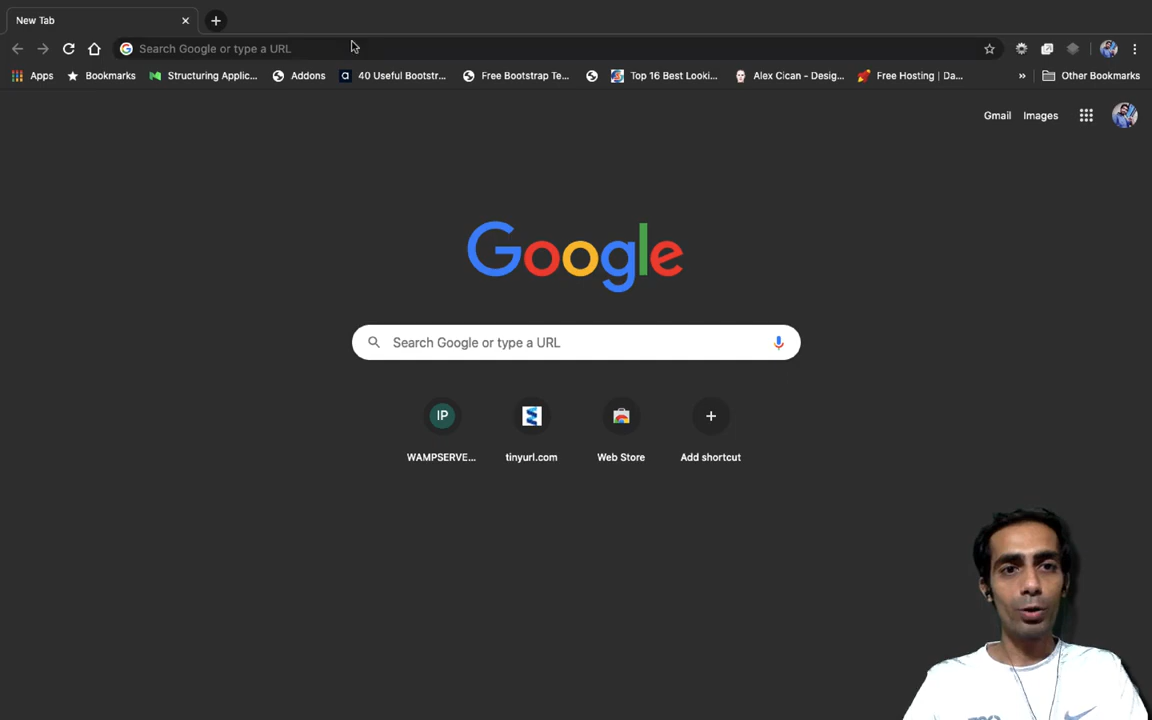 New Tab
Search Google or type a URL
Apps
Bookmarks
Structuring Applic...
Addons
40 Useful Bootstr...
Free Bootstrap Te...
Top 16 Best Looki...
Alex Cican - Desig...
Free Hosting | Da...
»
Other Bookmarks
Gmail
Images
Google
Search Google or type a URL
IP
WAMPSERVE...
tinyurl.com
Web Store
Add shortcut